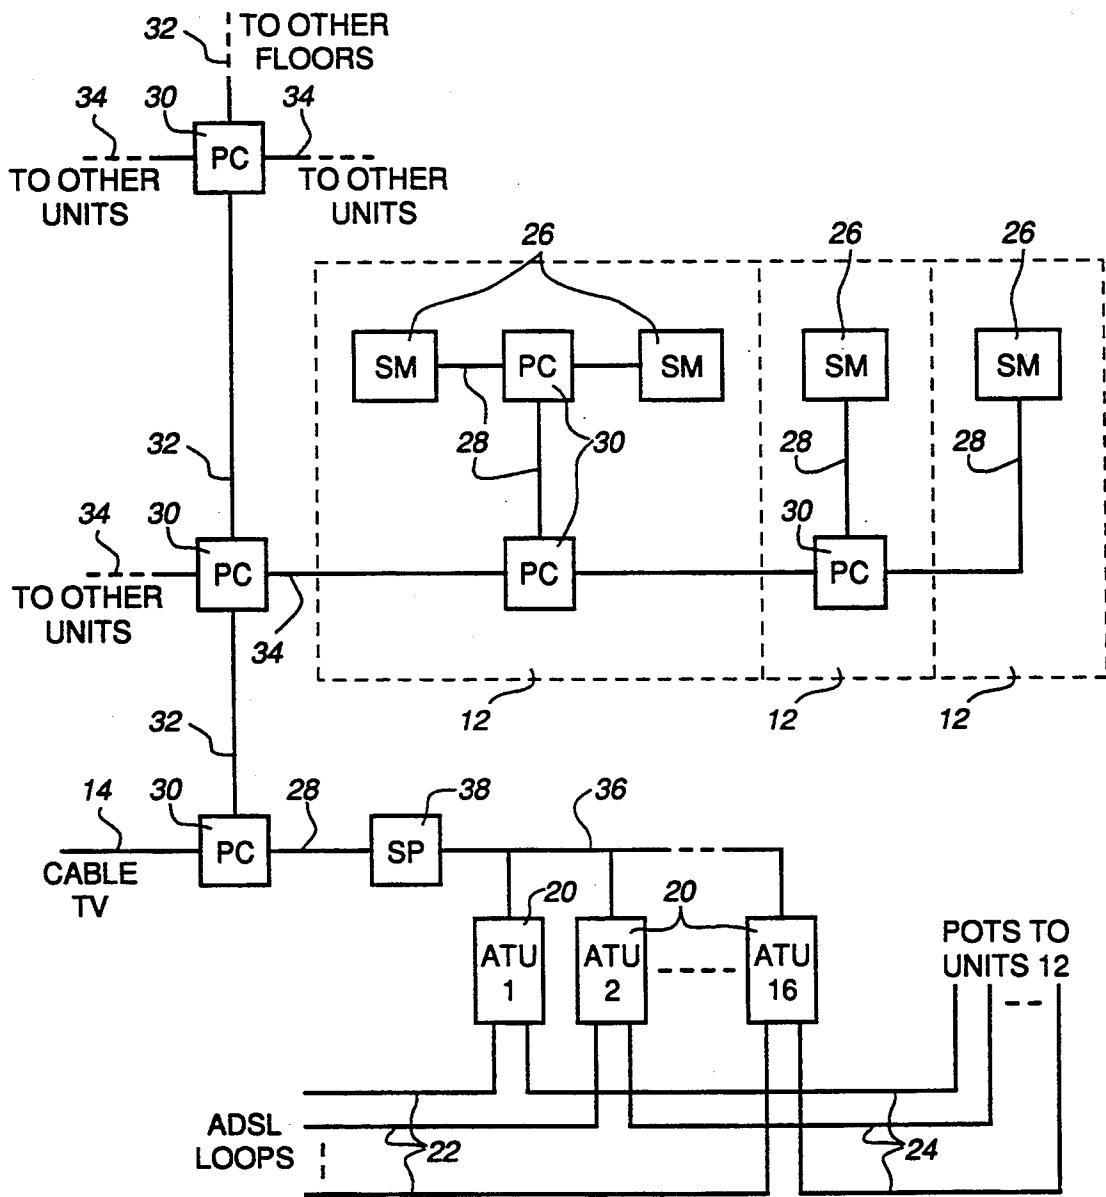 32
TO OTHER
FLOORS
34
30
34
PC
TO OTHER
UNITS
TO OTHER
UNITS
26
26
26
SM
PC
SM
SM
SM
32
28
30
28
28
34
30
30
PC
PC
PC
TO OTHER
UNITS
34
12
12
12
32
14
30
28
38
36
PC
SP
CABLE
TV
20
20
ATU
1
ATU
2
ATU
16
POTS TO
UNITS 12
ADSL
LOOPS
22
24